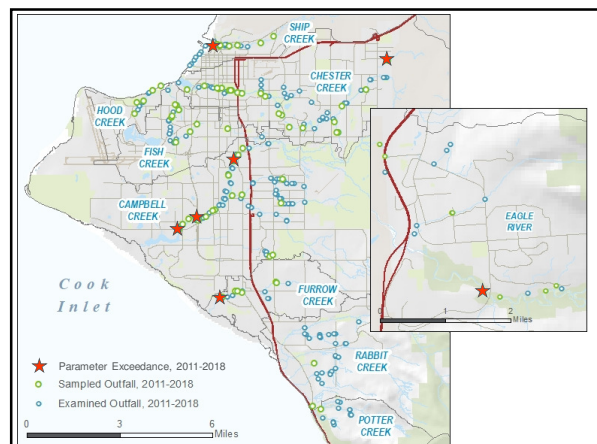 SHIP
CREEK
CHESTER
CREEK
HOOD
CREEK
FISH
CREEK
CAMPBELL
CREEK
EAGLE
RIVER
Cook
Inlet
FURROW
CREEK
0 1 2
Miles
RABBIT
CREEK
POTTER
CREEK
Parameter Exceedance, 2011-2018
Sampled Outfall, 2011-2018
Examined Outfall, 2011-2018
0 3 6
Miles